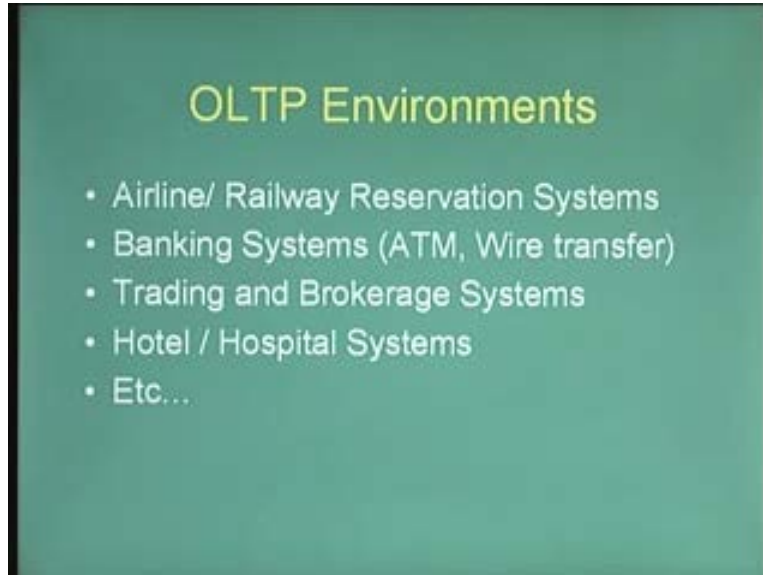 OLTP Environments
• Airline/ Railway Reservation Systems
• Banking Systems (ATM, Wire transfer)
• Trading and Brokerage Systems
• Hotel / Hospital Systems
• Etc...